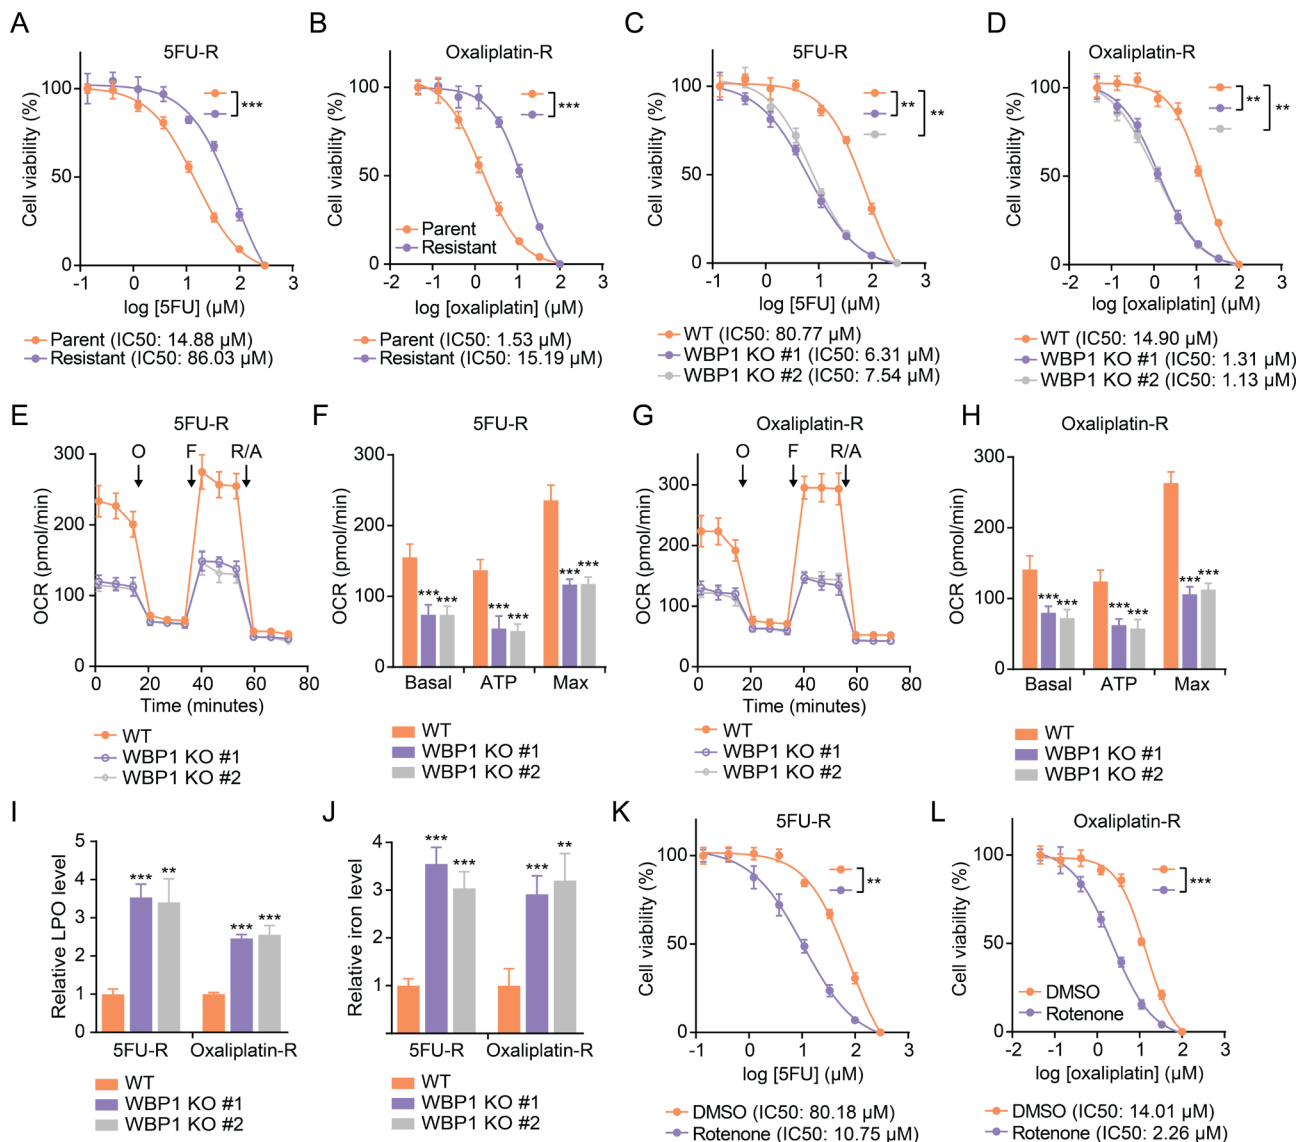 A
5FU-R
Cell viability (%)
100
50
0
-1
0
1
2
3
log [5FU] (µM)
***
Parent (IC50: 14.88 µM)
Resistant (IC50: 86.03 µM)
B
Oxaliplatin-R
Cell viability (%)
100
50
0
-2
-1
0
1
2
3
log [oxaliplatin] (µM)
***
Parent
Resistant
Parent (IC50: 1.53 µM)
Resistant (IC50: 15.19 µM)
C
5FU-R
Cell viability (%)
100
50
0
-1
0
1
2
3
log [5FU] (µM)
**
**
WT (IC50: 80.77 µM)
WBP1 KO #1 (IC50: 6.31 µM)
WBP1 KO #2 (IC50: 7.54 µM)
D
Oxaliplatin-R
Cell viability (%)
100
50
0
-2
-1
0
1
2
3
log [oxaliplatin] (µM)
**
**
WT (IC50: 14.90 µM)
WBP1 KO #1 (IC50: 1.31 µM)
WBP1 KO #2 (IC50: 1.13 µM)
E
5FU-R
OCR (pmol/min)
300
200
100
0
O
F
R/A
0
20
40
60
80
Time (minutes)
WT
WBP1 KO #1
WBP1 KO #2
F
5FU-R
OCR (pmol/min)
300
200
100
0
***
***
***
***
***
***
Basal
ATP
Max
WT
WBP1 KO #1
WBP1 KO #2
G
Oxaliplatin-R
OCR (pmol/min)
300
200
100
0
O
F
R/A
0
20
40
60
80
Time (minutes)
WT
WBP1 KO #1
WBP1 KO #2
H
Oxaliplatin-R
OCR (pmol/min)
300
200
100
0
***
***
***
***
***
***
Basal
ATP
Max
WT
WBP1 KO #1
WBP1 KO #2
I
Relative LPO level
5
4
3
2
1
0
***
**
***
***
5FU-R
Oxaliplatin-R
WT
WBP1 KO #1
WBP1 KO #2
J
Relative iron level
4
3
2
1
0
***
***
***
**
5FU-R
Oxaliplatin-R
WT
WBP1 KO #1
WBP1 KO #2
K
5FU-R
Cell viability (%)
100
50
0
-1
0
1
2
3
log [5FU] (µM)
**
DMSO (IC50: 80.18 µM)
Rotenone (IC50: 10.75 µM)
L
Oxaliplatin-R
Cell viability (%)
100
50
0
-2
-1
0
1
2
3
log [oxaliplatin] (µM)
***
DMSO
Rotenone
DMSO (IC50: 14.01 µM)
Rotenone (IC50: 2.26 µM)